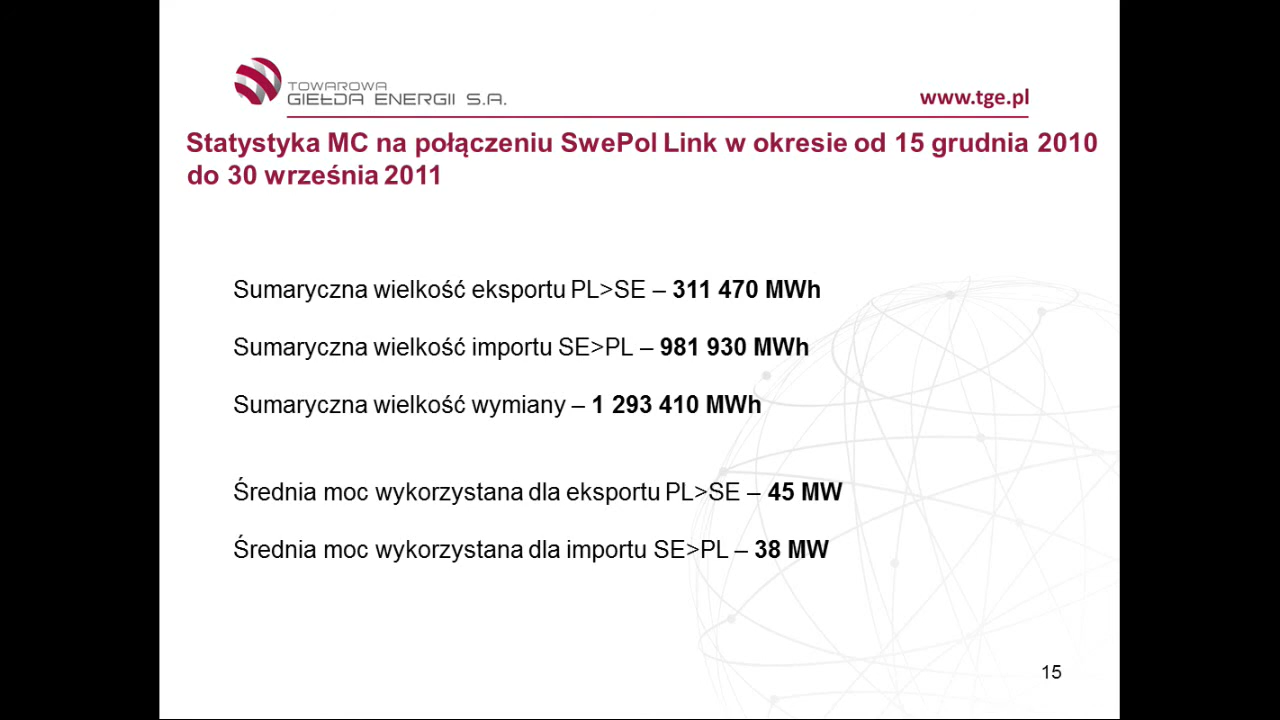 TOWAROWA
GIEŁDA ENERGII S.A.
www.tge.pl
Statystyka MC na połączeniu SwePol Link w okresie od 15 grudnia 2010
do 30 września 2011
Sumaryczna wielkość eksportu PL>SE – 311 470 MWh
Sumaryczna wielkość importu SE>PL – 981 930 MWh
Sumaryczna wielkość wymiany – 1 293 410 MWh
Średnia moc wykorzystana dla eksportu PL>SE – 45 MW
Średnia moc wykorzystana dla importu SE>PL – 38 MW
15